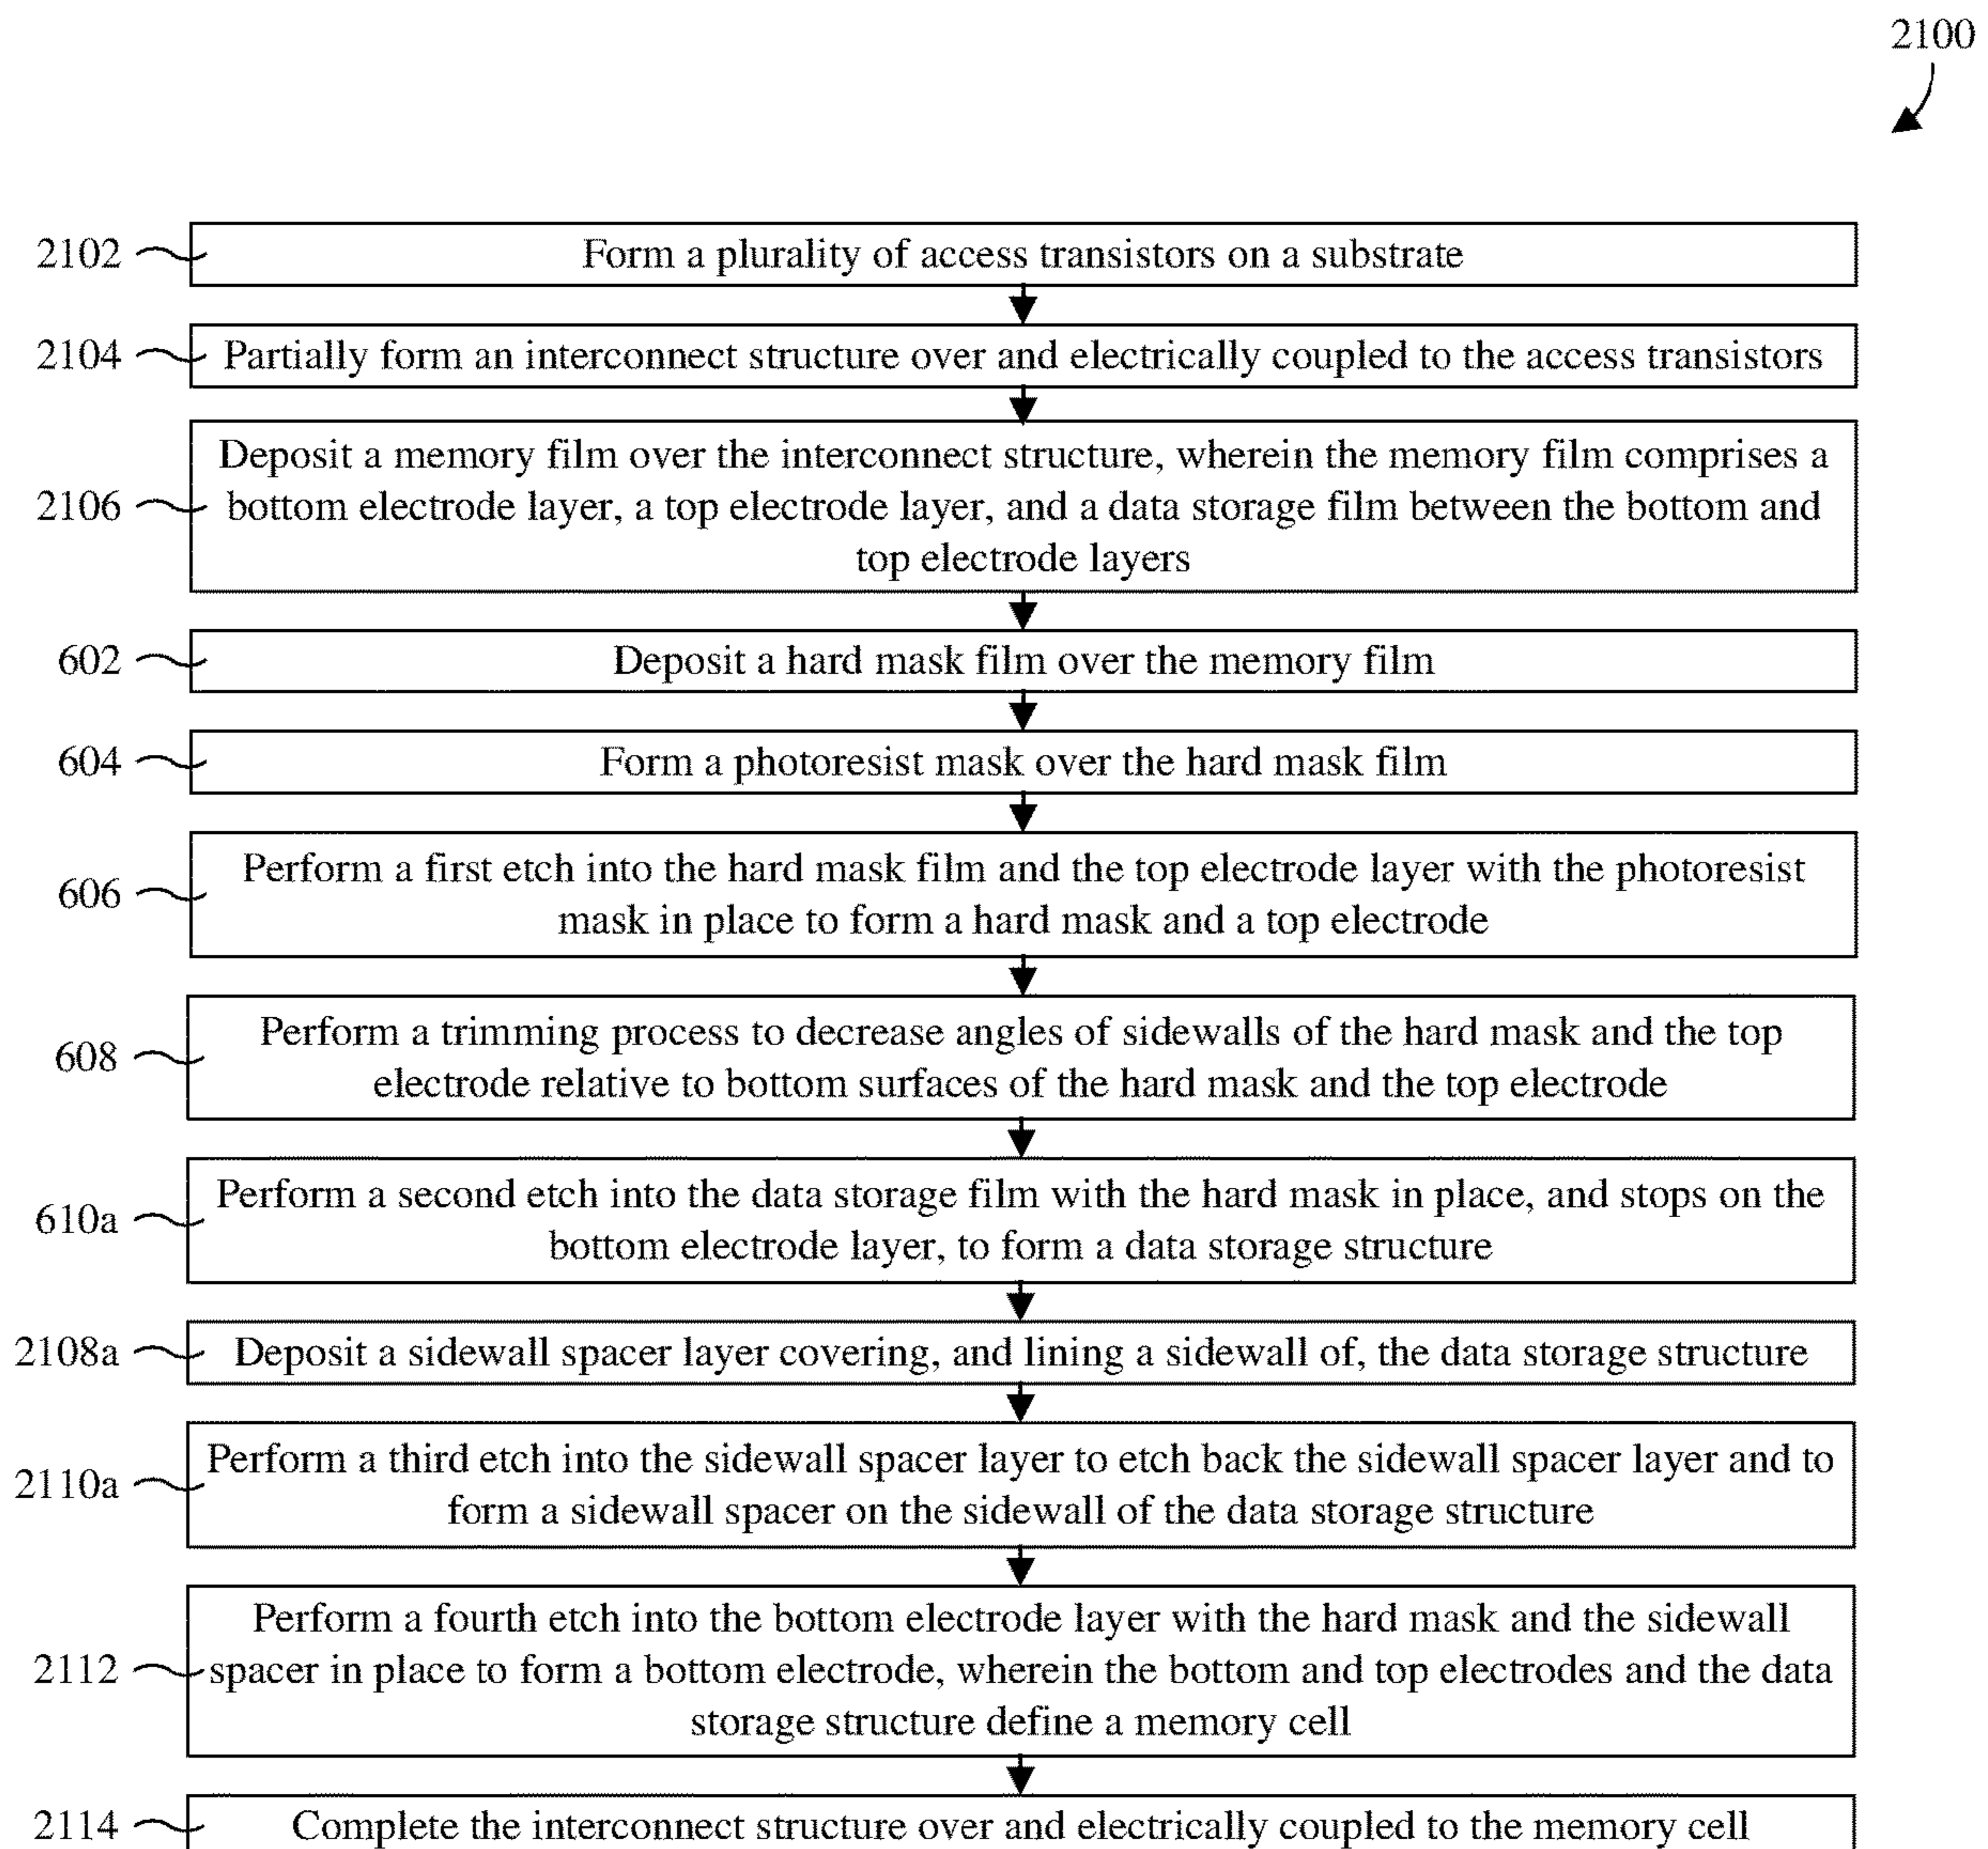 2100
2102 Form a plurality of access transistors on a substrate
2104 Partially form an interconnect structure over and electrically coupled to the access transistors
Deposit a memory film over the interconnect structure, wherein the memory film comprises a
2106 bottom electrode layer, a top electrode layer, and a data storage film between the bottom and
top electrode layers
602 Deposit a hard mask film over the memory film
604 Form a photoresist mask over the hard mask film
606
Perform a first etch into the hard mask film and the top electrode layer with the photoresist
mask in place to form a hard mask and a top electrode
608
Perform a trimming process to decrease angles of sidewalls of the hard mask and the top
electrode relative to bottom surfaces of the hard mask and the top electrode
610a
Perform a second etch into the data storage film with the hard mask in place, and stops on the
bottom electrode layer, to form a data storage structure
2108a Deposit a sidewall spacer layer covering, and lining a sidewall of, the data storage structure
2110a
Perform a third etch into the sidewall spacer layer to etch back the sidewall spacer layer and to
form a sidewall spacer on the sidewall of the data storage structure
Perform a fourth etch into the bottom electrode layer with the hard mask and the sidewall
2112 spacer in place to form a bottom electrode, wherein the bottom and top electrodes and the data
storage structure define a memory cell
2114 Complete the interconnect structure over and electrically coupled to the memory cell